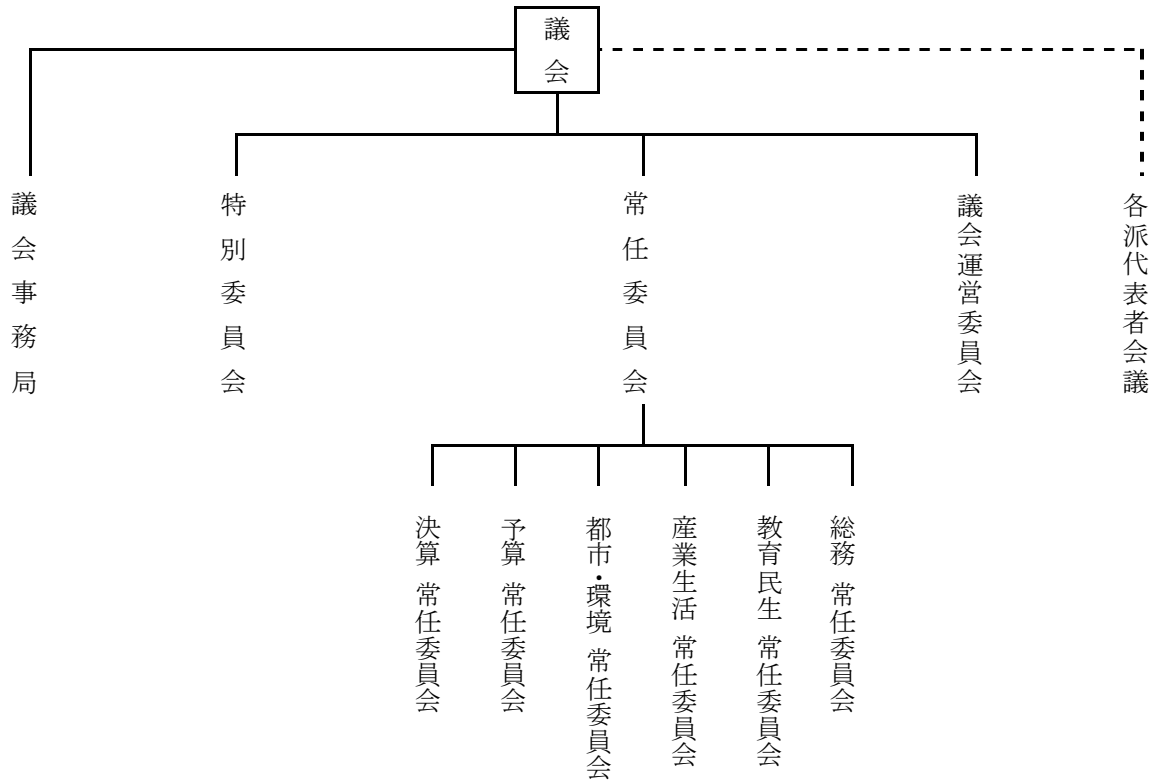 議会
各派代表者会議
議会運営委員会
常任委員会
特別委員会
議会事務局
総務 常任委員会
教育民生 常任委員会
産業生活 常任委員会
都市・環境 常任委員会
予算 常任委員会
決算 常任委員会